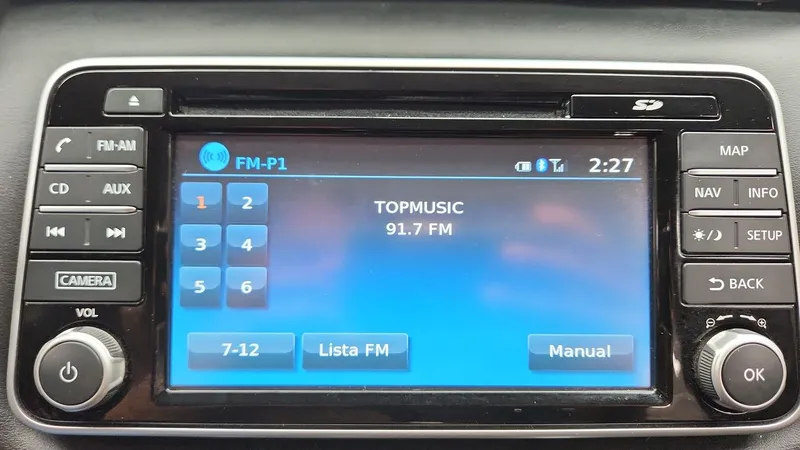 SD
FM-AM
MAP
FM-P1
2:27
CD AUX
1 2
TOPMUSIC
NAV INFO
91.7 FM
3 4
SETUP
CAMERA
5 6
BACK
VOL
7-12 Lista FM Manual
OK